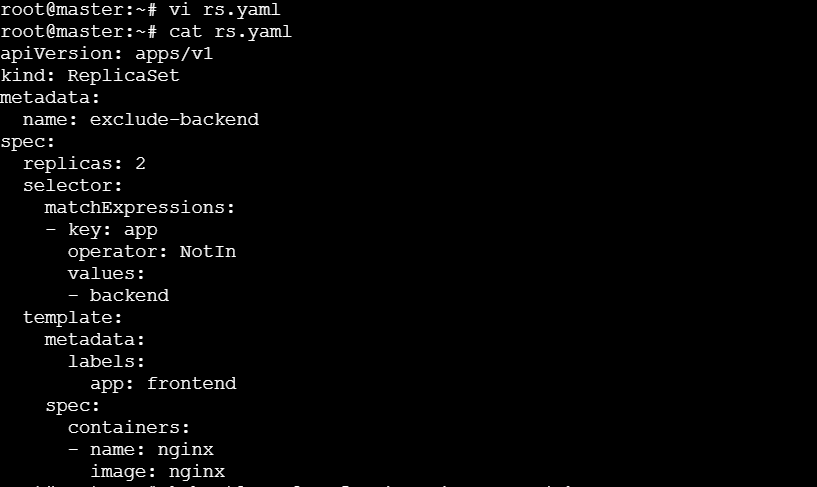 root@master:~# vi rs.yaml
root@master:~# cat rs.yaml
apiVersion: apps/v1
kind: ReplicaSet
metadata:
  name: exclude-backend
spec:
  replicas: 2
  selector:
    matchExpressions:
    - key: app
      operator: NotIn
      values:
      - backend
  template:
    metadata:
      labels:
        app: frontend
    spec:
      containers:
      - name: nginx
        image: nginx